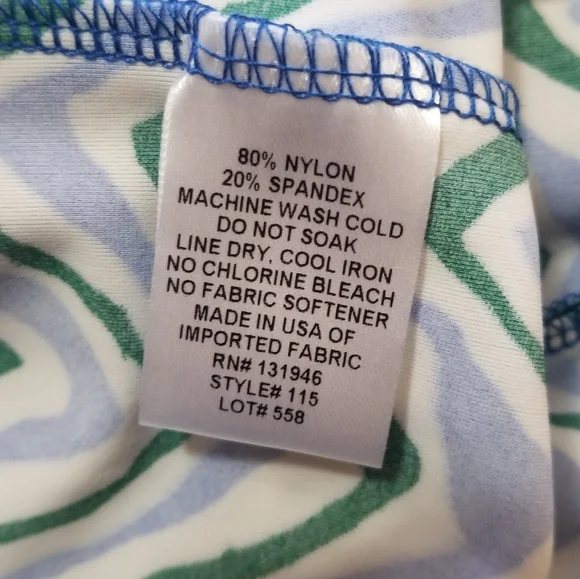 80% NYLON
20% SPANDEX
MACHINE WASH COLD
DO NOT SOAK
LINE DRY, COOL IRON
NO CHLORINE BLEACH
NO FABRIC SOFTENER
MADE IN USA OF
IMPORTED FABRIC
RN# 131946
STYLE# 115
LOT# 558